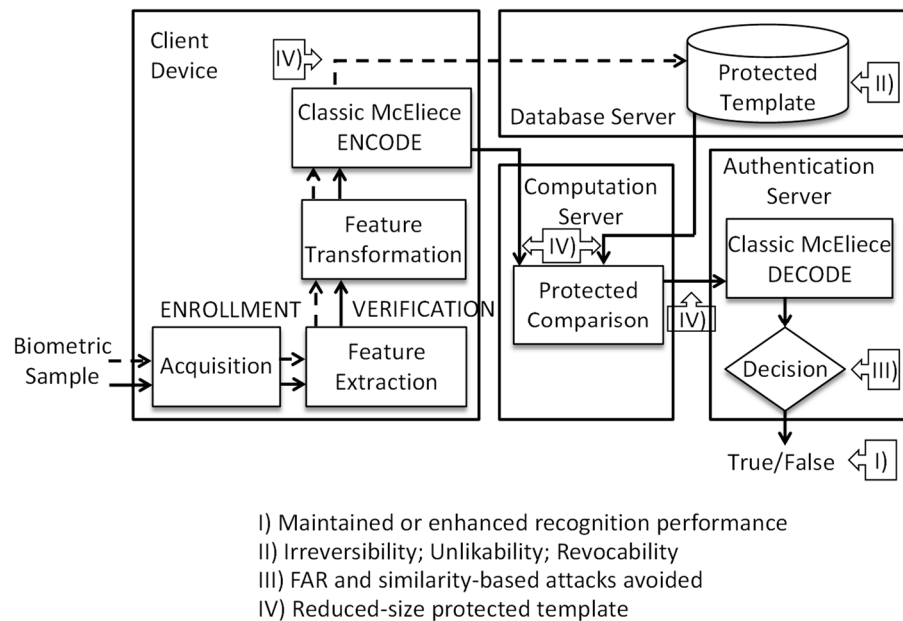 Client
Device
IV)
Classic McEliece
ENCODE
Feature
Transformation
ENROLLMENT
VERIFICATION
Biometric
Sample
Acquisition
Feature
Extraction
Protected
Template
II)
Database Server
Computation
Server
IV)
Protected
Comparison
IV)
Authentication
Server
Classic McEliece
DECODE
Decision
III)
True/False
I)
I) Maintained or enhanced recognition performance
II) Irreversibility; Unlikability; Revocability
III) FAR and similarity-based attacks avoided
IV) Reduced-size protected template